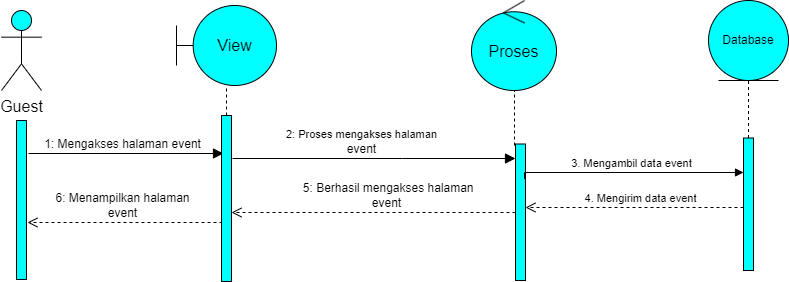 View
Proses
Database
Guest
1: Mengakses halaman event
2: Proses mengakses halaman
event
3. Mengambil data event
4. Mengirim data event
5: Berhasil mengakses halaman
event
6: Menampilkan halaman
event